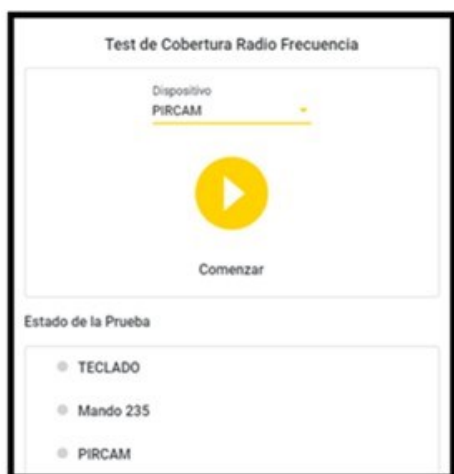 Test de Cobertura Radio Frecuencia
Dispositivo
PIRCAM
Comenzar
Estado de la Prueba
TECLADO
Mando 235
PIRCAM